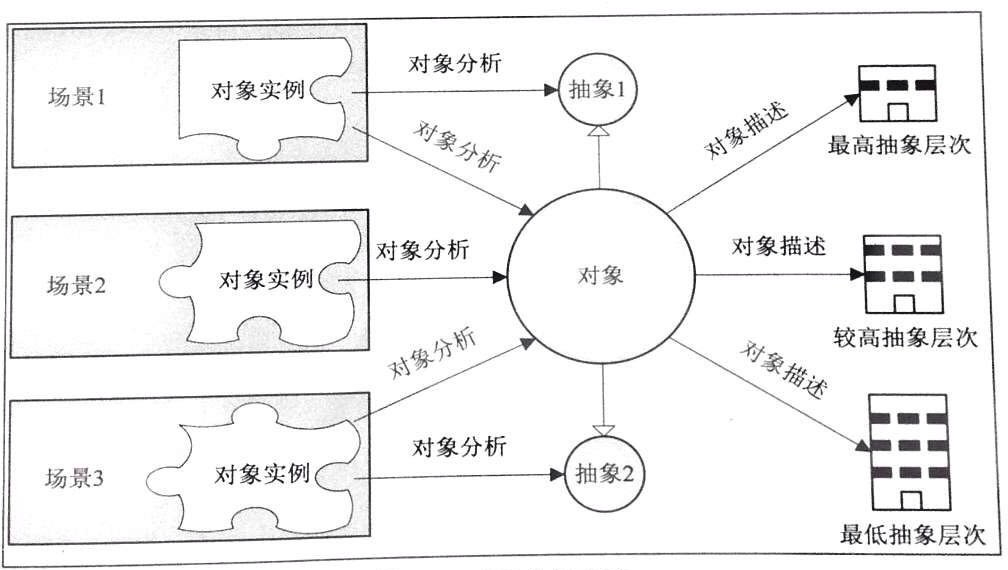 场景1
对象实例
对象分析
抽象1
对象分析
对象描述
最高抽象层次
场景2
对象实例
对象分析
对象
对象描述
较高抽象层次
场景3
对象实例
对象分析
对象分析
抽象2
对象描述
最低抽象层次